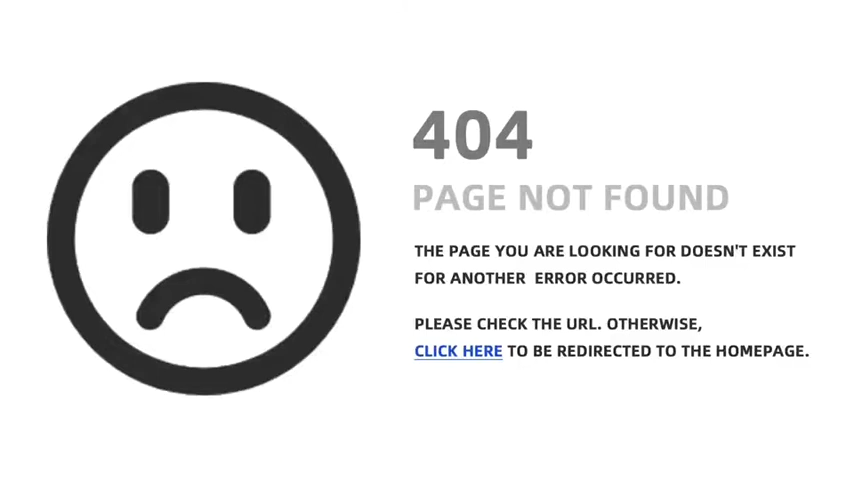 404
PAGE NOT FOUND
THE PAGE YOU ARE LOOKING FOR DOESN'T EXIST
FOR ANOTHER ERROR OCCURRED.
PLEASE CHECK THE URL. OTHERWISE,
CLICK HERE TO BE REDIRECTED TO THE HOMEPAGE.